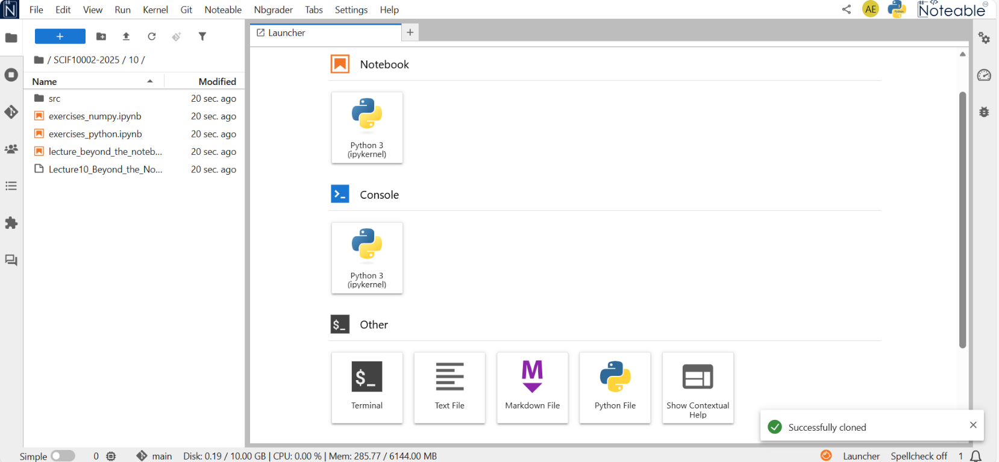 N File Edit View Run Kernel Git Noteable Nbgrader Tabs Settings Help AE Python Noteable
+ Launcher +
/ SCIF10002-2025 / 10 /
Name Modified
src 20 sec. ago
exercises_numpy.ipynb 20 sec. ago
exercises_python.ipynb 20 sec. ago
lecture_beyond_the_noteb... 20 sec. ago
Lecture10_Beyond_the_No... 20 sec. ago
Notebook
Python 3
(ipykernel)
>_ Console
Python 3
(ipykernel)
$_ Other
$_
Terminal
Text File
M
Markdown File
Python File
Show Contextual
Help
Successfully cloned
Simple 0 main Disk: 0.19 / 10.00 GB | CPU: 0.00 % | Mem: 285.77 / 6144.00 MB Launcher Spellcheck off 1